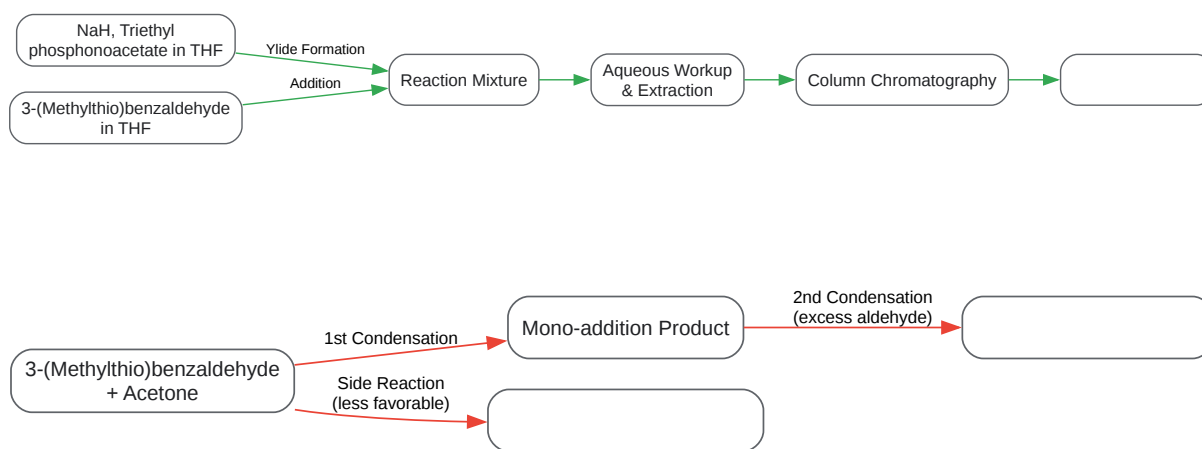 NaH, Triethyl
phosphonoacetate in THF
Ylide Formation
Addition
3-(Methylthio)benzaldehyde
in THF
Reaction Mixture
Aqueous Workup
& Extraction
Column Chromatography
3-(Methylthio)benzaldehyde
+ Acetone
1st Condensation
Mono-addition Product
2nd Condensation
(excess aldehyde)
Side Reaction
(less favorable)